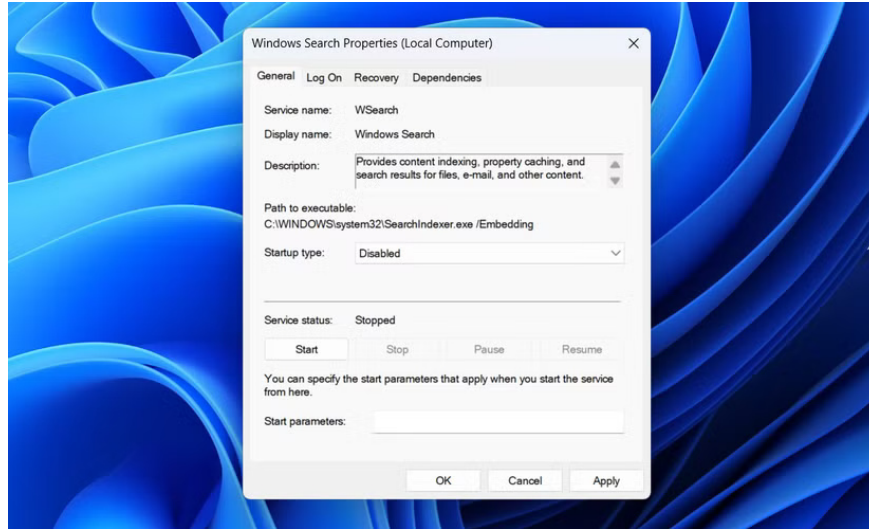 Windows Search Properties (Local Computer)
General Log On Recovery Dependencies
Service name: WSearch
Display name: Windows Search
Description: Provides content indexing, property caching, and
search results for files, e-mail, and other content.
Path to executable:
C:\WINDOWS\system32\SearchIndexer.exe /Embedding
Startup type: Disabled
Service status: Stopped
Start Stop Pause Resume
You can specify the start parameters that apply when you start the service
from here.
Start parameters:
OK Cancel Apply